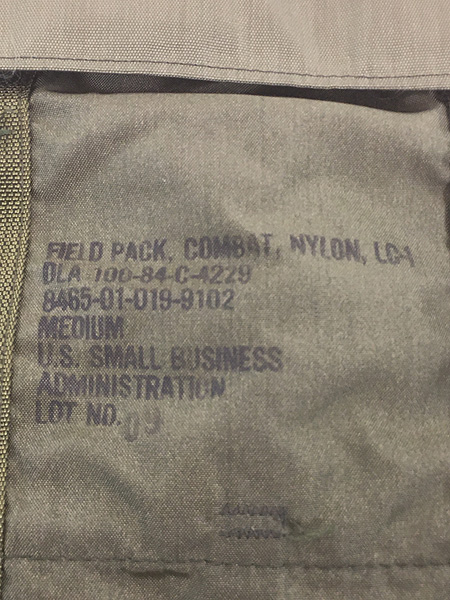 FIELD PACK, COMBAT, NYLON, LC-1
DLA 100-84-C-4229
8465-01-019-9102
MEDIUM
U.S. SMALL BUSINESS
ADMINISTRATION
LOT NO. 09